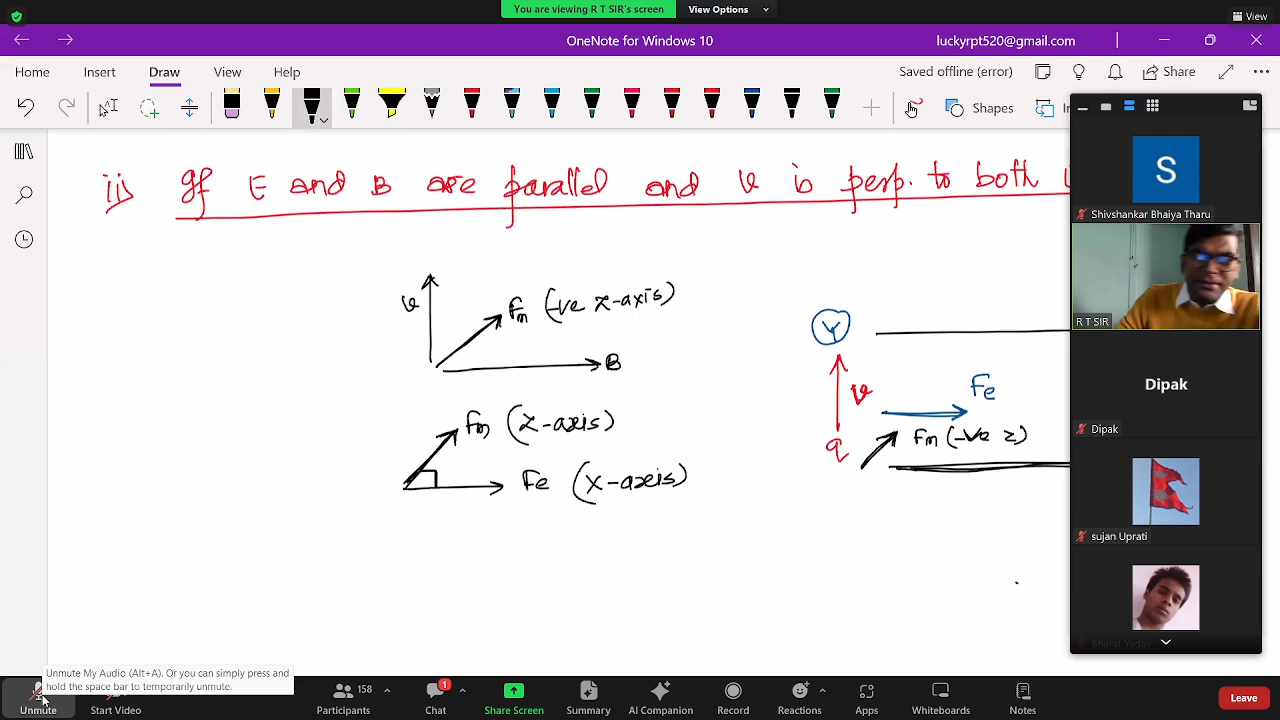 You are viewing R T SIR's screen
View Options
View
OneNote for Windows 10
luckyrpt520@gmail.com
Home Insert Draw View Help
Saved offline (error)
Share
Shapes
ii) If E and B are parallel and v is perp. to both
v
Fm (-ve z-axis)
B
Fm (z-axis)
Fe (x-axis)
Y
v
Fe
q
Fm (-ve z)
S
Shivshankar Bhaiya Tharu
R T SIR
Dipak
Dipak
sujan Uprati
Bharat Yadav
Unmute My Audio (Alt+A). Or you can simply press and
hold the space bar to temporarily unmute.
158
1
Unmute Start Video Participants Chat Share Screen Summary AI Companion Record Reactions Apps Whiteboards Notes
Leave